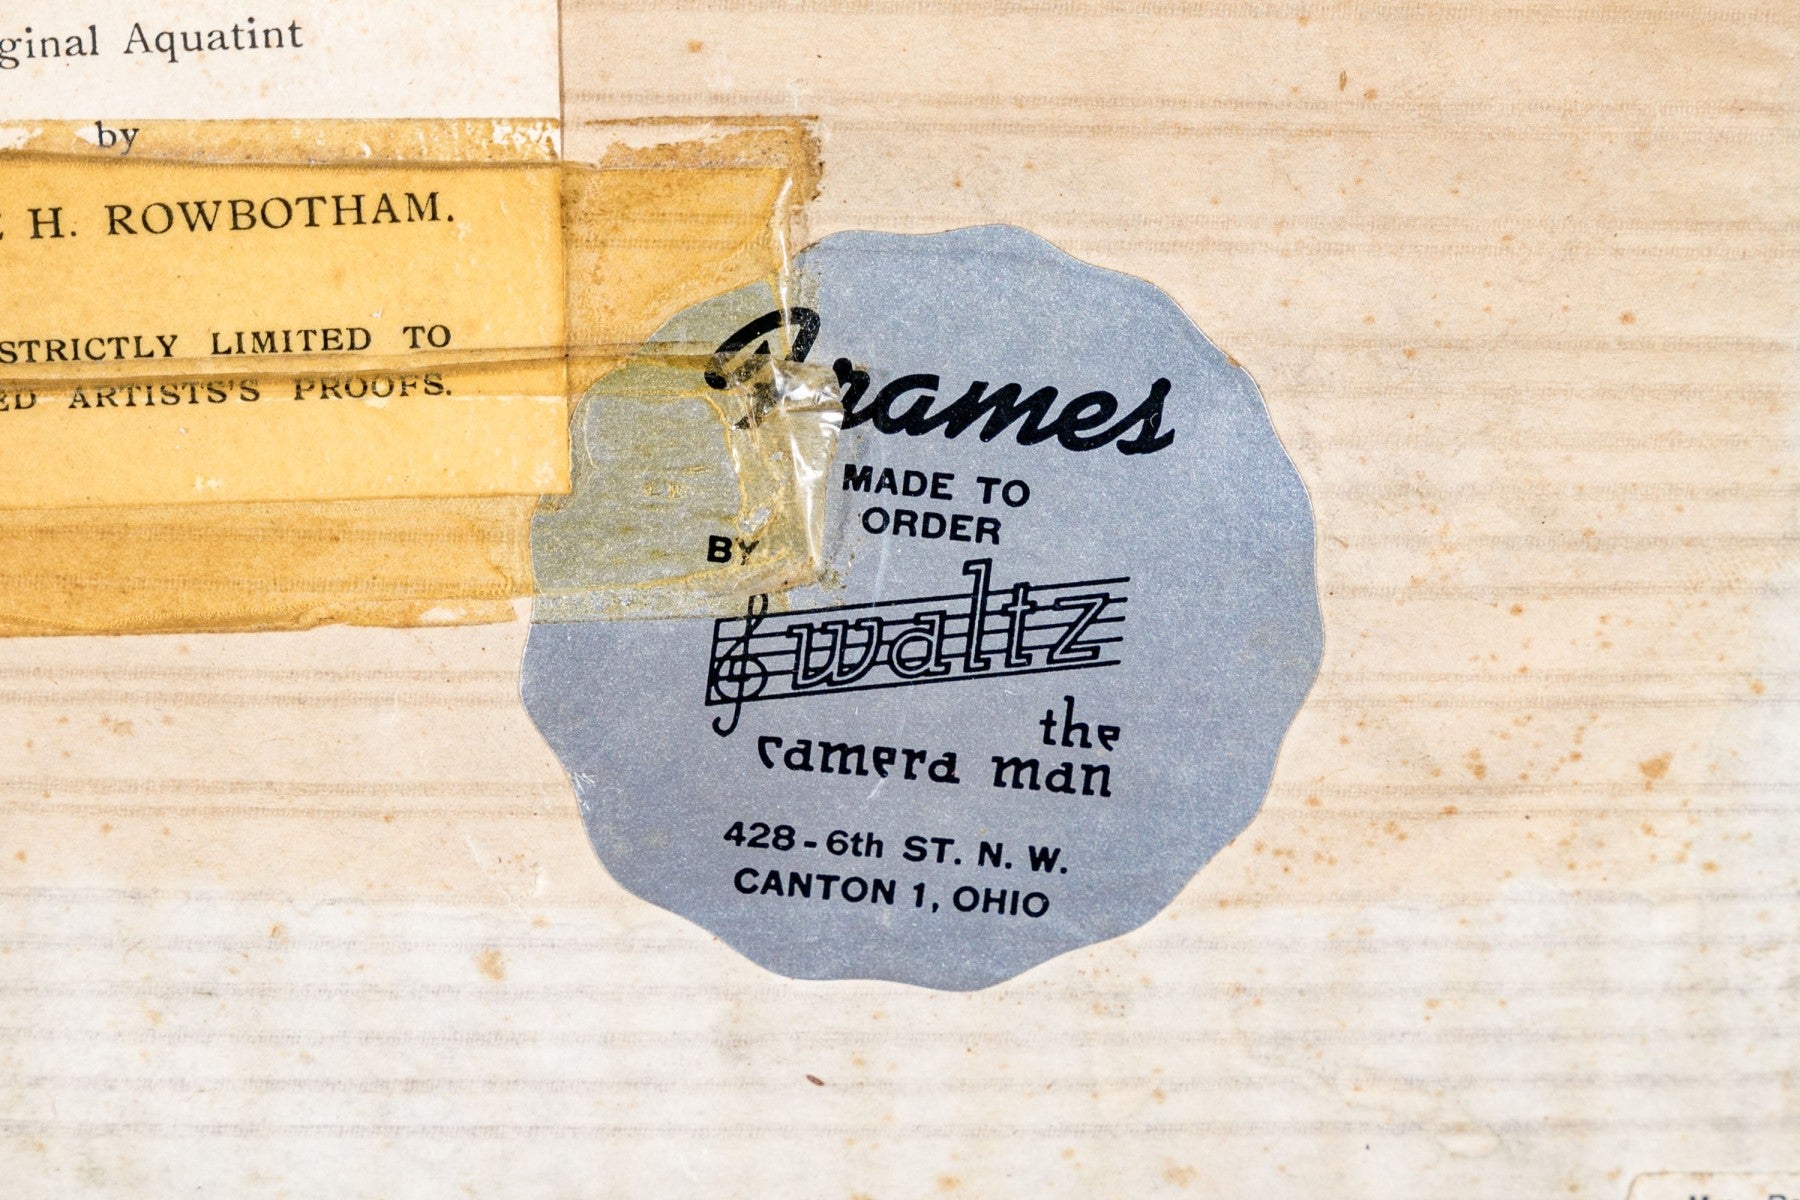 ginal Aquatint
by
H. ROWBOTHAM.
STRICTLY LIMITED TO
ED ARTISTS'S PROOFS.
Frames
MADE TO
ORDER
BY
waltz
the
camera man
428-6th ST. N. W.
CANTON 1, OHIO